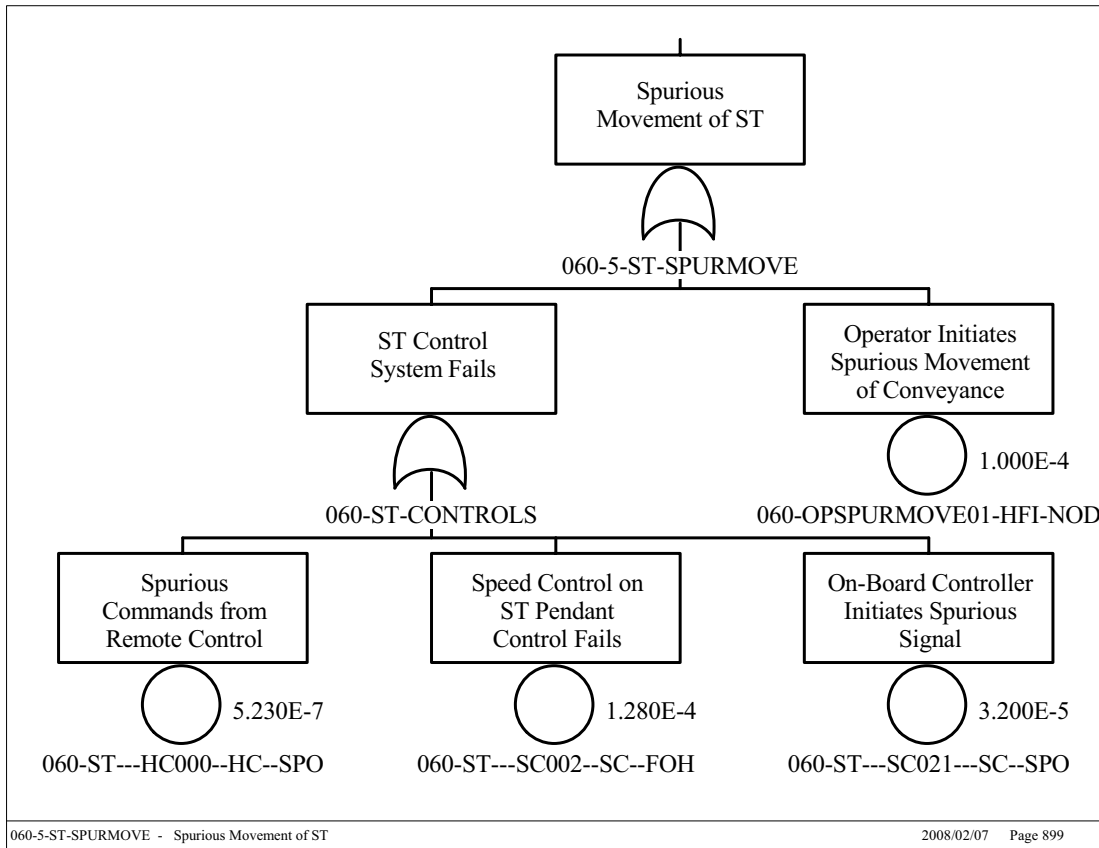 Spurious
Movement of ST
060-5-ST-SPURMOVE
ST Control
System Fails
Operator Initiates
Spurious Movement
of Conveyance
1.000E-4
060-ST-CONTROLS
060-OPSPURMOVE01-HFI-NOD
Spurious
Commands from
Remote Control
Speed Control on
ST Pendant
Control Fails
On-Board Controller
Initiates Spurious
Signal
5.230E-7
1.280E-4
3.200E-5
060-ST---HC000--HC--SPO
060-ST---SC002--SC--FOH
060-ST---SC021---SC--SPO
060-5-ST-SPURMOVE - Spurious Movement of ST
2008/02/07 Page 899